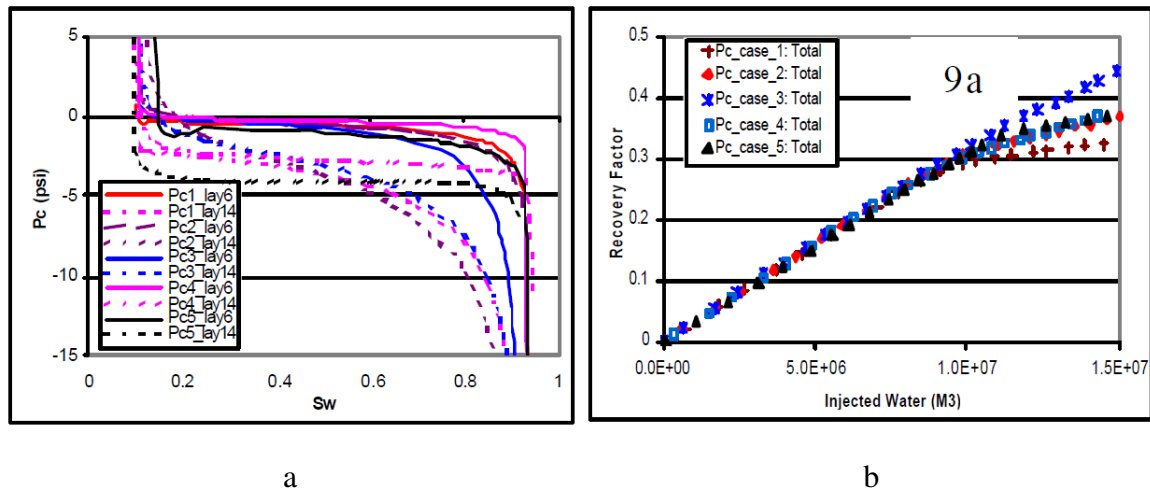 5
0
-5
-10
-15
Pc (psi)
Pc1_lay6
Pc1_lay14
Pc2_lay6
Pc2_lay14
Pc3_lay6
Pc3_lay14
Pc4_lay6
Pc4_lay14
Pc5_lay6
Pc5_lay14
0 0.2 0.4 0.6 0.8 1
Sw
a
0.5
0.4
0.3
0.2
0.1
0
Recovery Factor
Pc_case_1: Total
Pc_case_2: Total
Pc_case_3: Total
Pc_case_4: Total
Pc_case_5: Total
9a
0.0E+00 5.0E+06 1.0E+07 1.5E+07
Injected Water (M3)
b